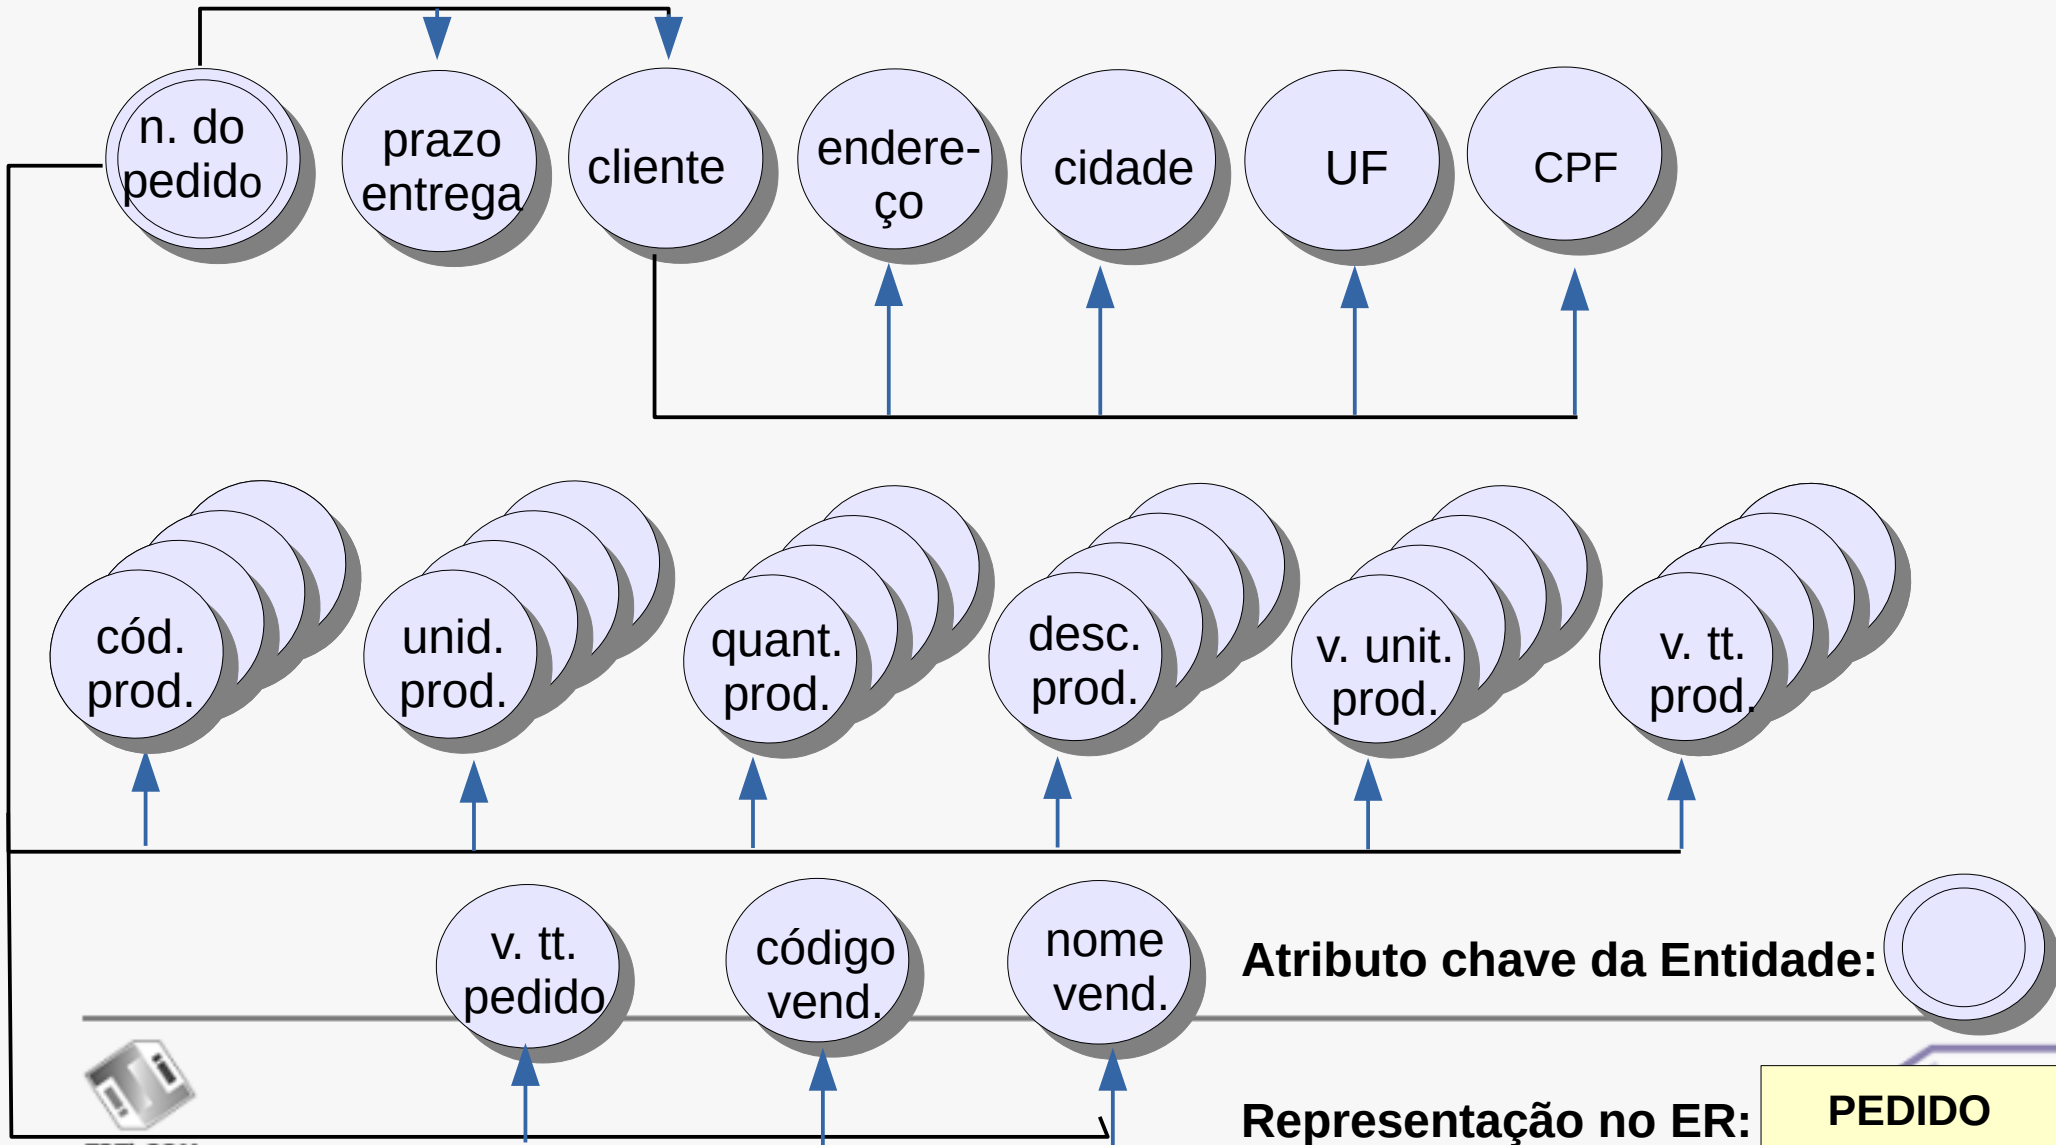 n. do
pedido
prazo
entrega
cliente
endere-
ço
cidade
UF
CPF
cód.
prod.
unid.
prod.
quant.
prod.
desc.
prod.
v. unit.
prod.
v. tt.
prod.
v. tt.
pedido
código
vend.
nome
vend.
Atributo chave da Entidade:
Representação no ER:
PEDIDO